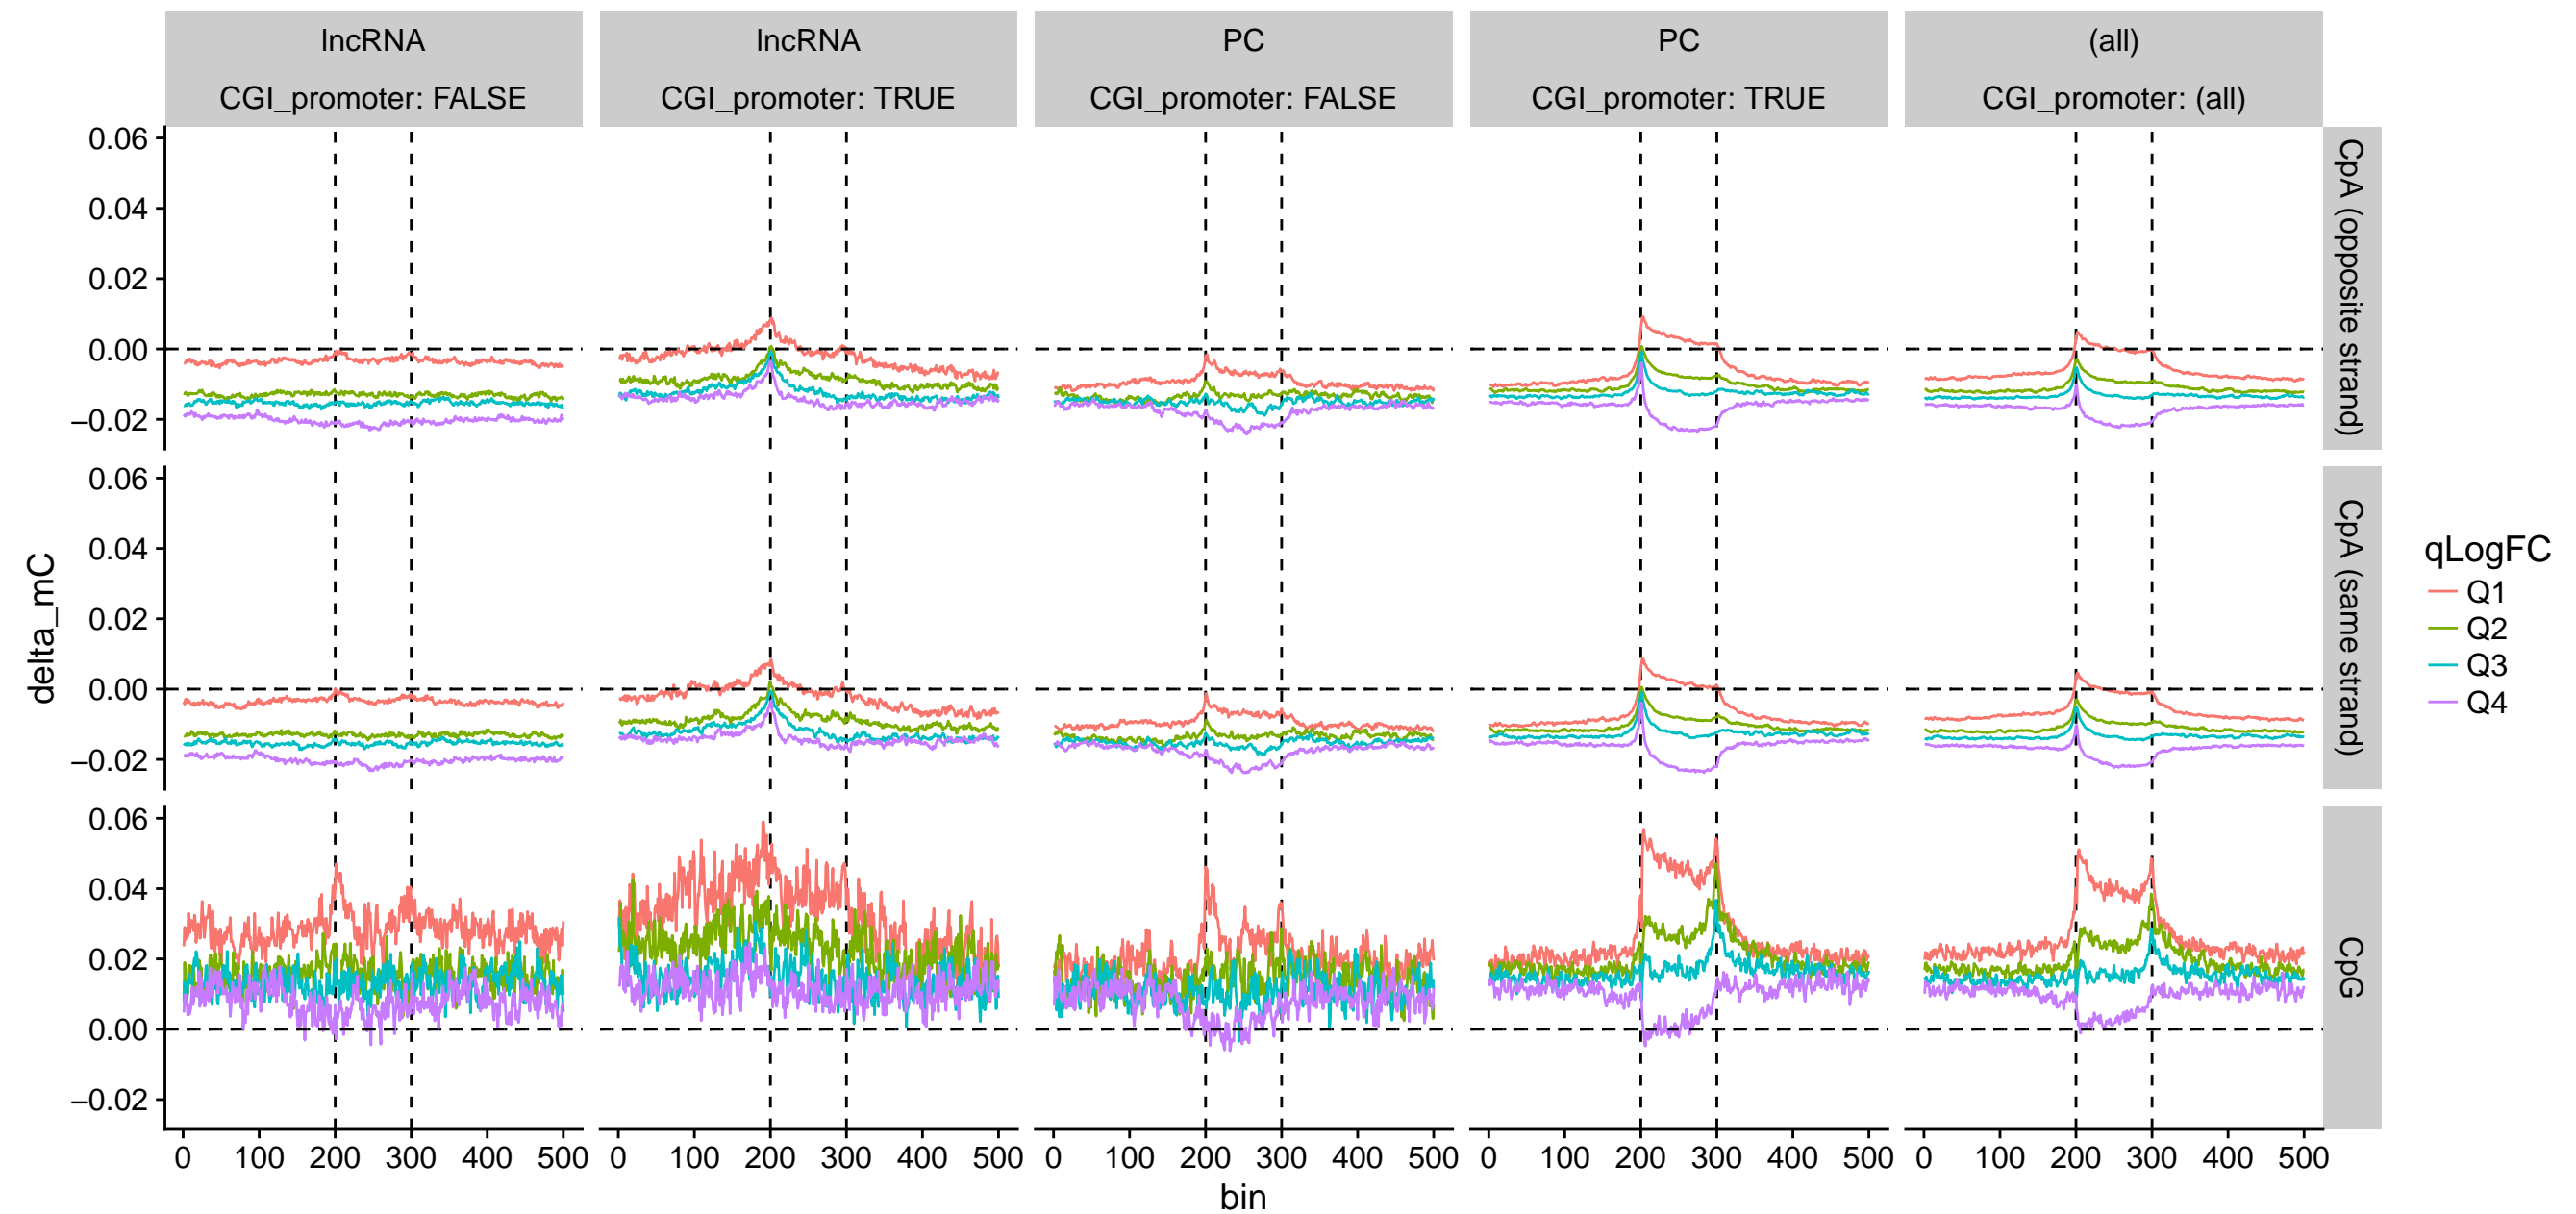 lncRNA
CGI_promoter: FALSE
lncRNA
CGI_promoter: TRUE
PC
CGI_promoter: FALSE
PC
CGI_promoter: TRUE
(all)
CGI_promoter: (all)
0.06
0.04
0.02
0.00
−0.02
CpA (opposite strand)
0.06
0.04
0.02
0.00
−0.02
CpA (same strand)
0.06
0.04
0.02
0.00
−0.02
CpG
delta_mC
0 100 200 300 400 500
0 100 200 300 400 500
0 100 200 300 400 500
0 100 200 300 400 500
0 100 200 300 400 500
bin
qLogFC
Q1
Q2
Q3
Q4